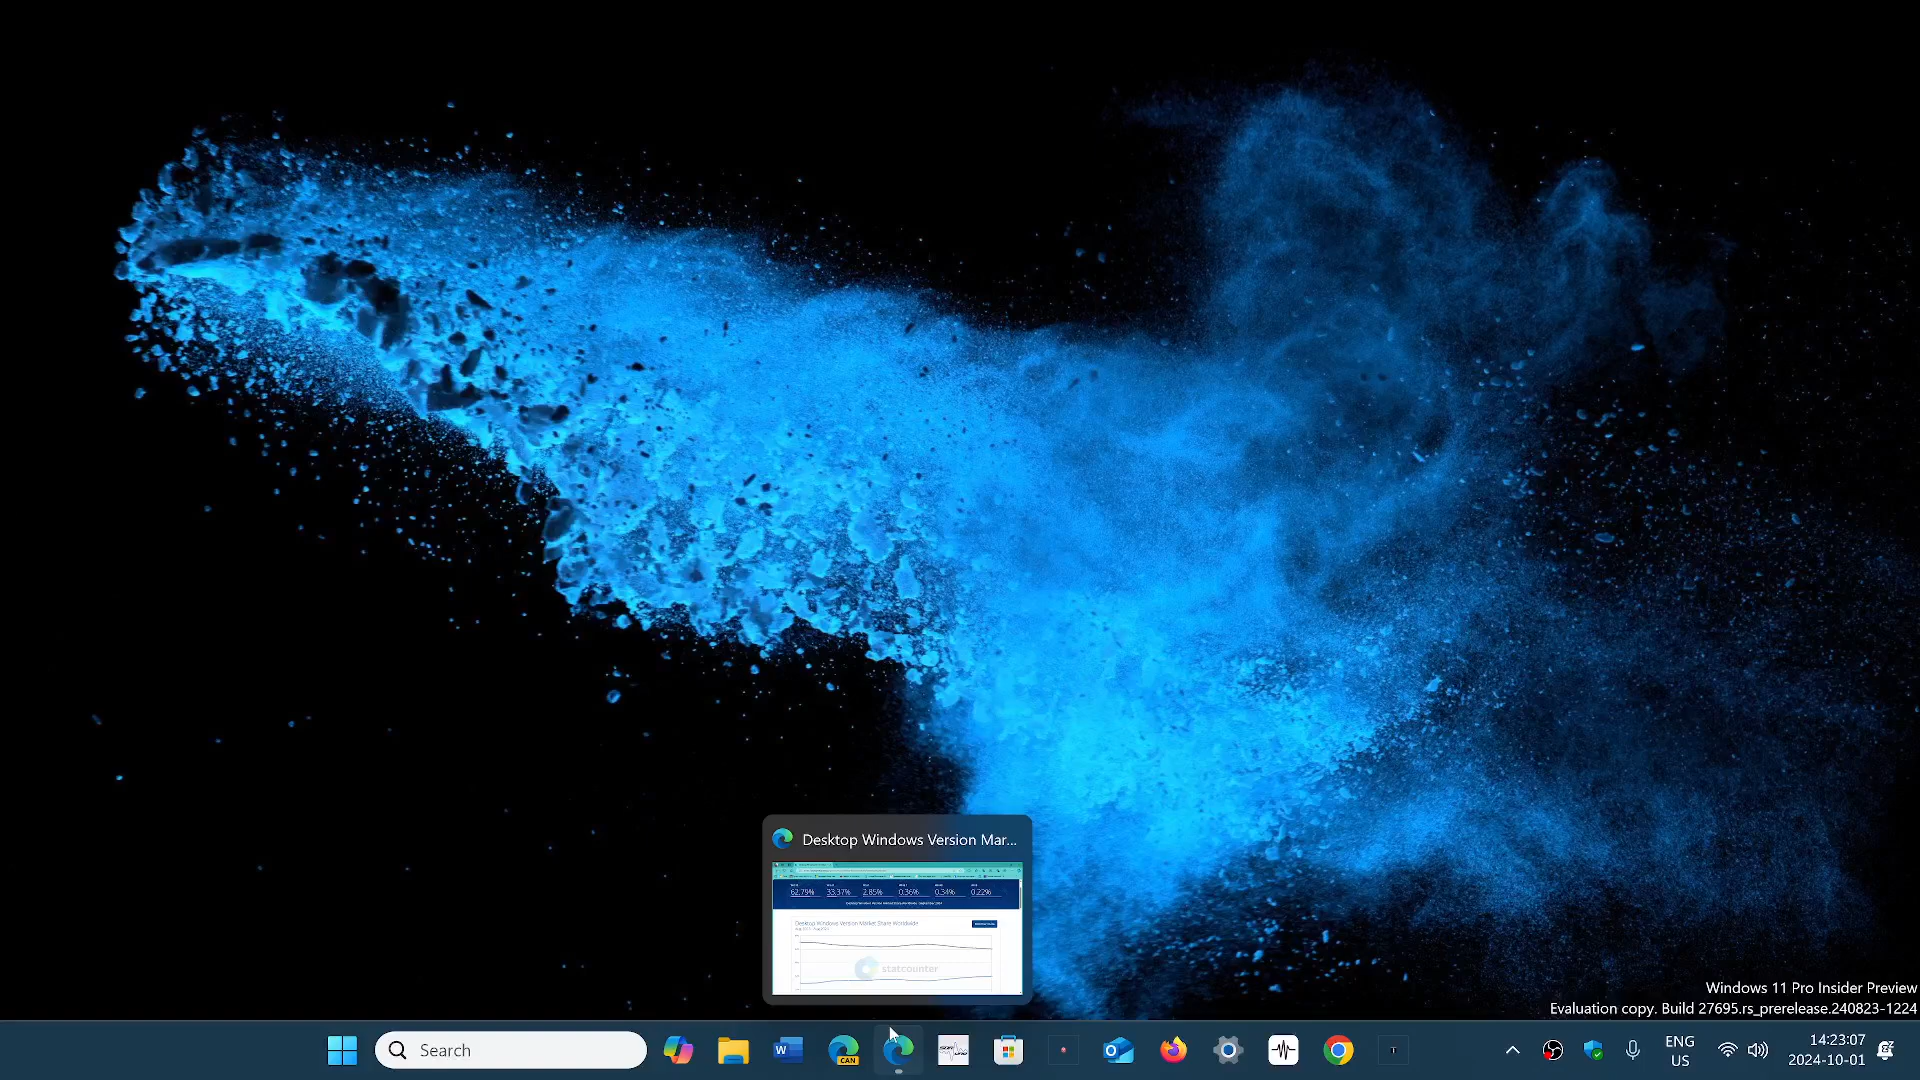 Desktop Windows Version Mar...
62.79% 33.37% 2.85% 0.36% 0.34% 0.22%
Desktop Windows Version Market Share Worldwide
statcounter
Windows 11 Pro Insider Preview
Evaluation copy. Build 27695.rs_prerelease.240823-1224
Search
W
CAN
O
T
ENG
US
14:23:07
2024-10-01